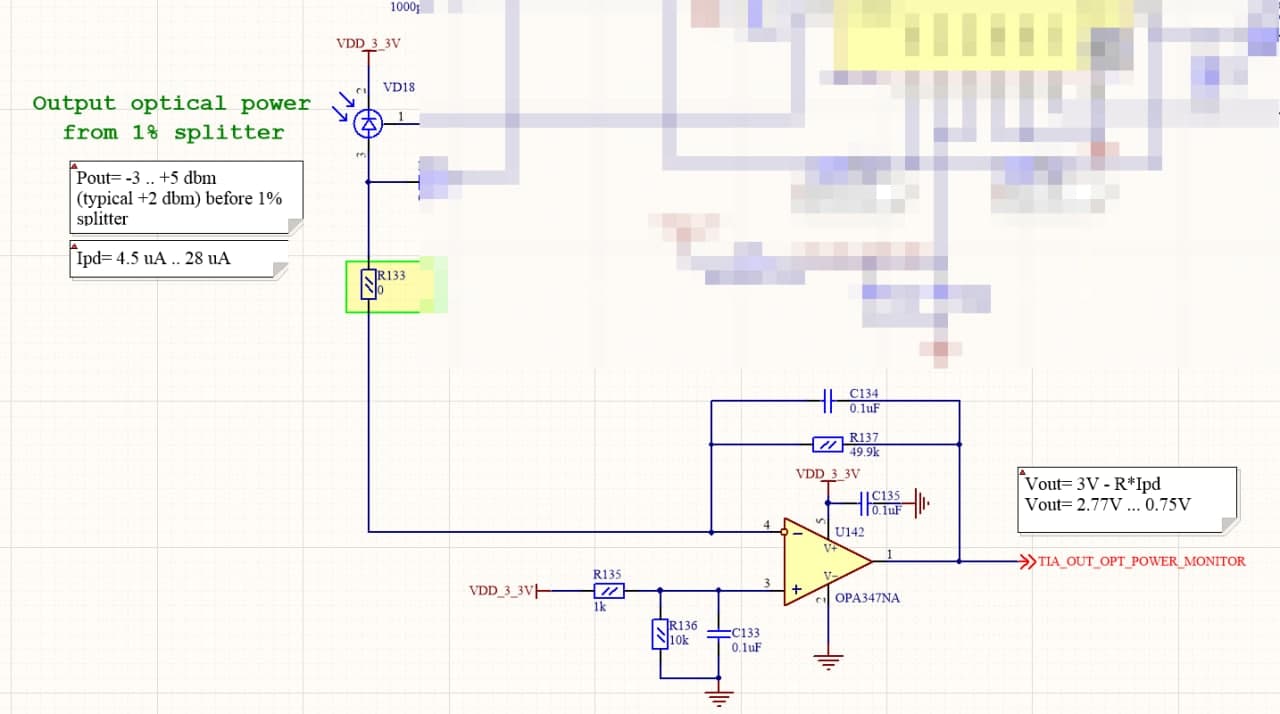 VDD_3_3V
2
VD18
1
3
Output optical power
from 1% splitter
Pout= -3 .. +5 dbm
(typical +2 dbm) before 1%
splitter
Ipd= 4.5 uA .. 28 uA
R133
0
C134
0.1uF
R137
49.9k
VDD_3_3V
C135
0.1uF
5
U142
4
V+
1
V-
3
2
OPA347NA
Vout= 3V - R*Ipd
Vout= 2.77V ... 0.75V
TIA_OUT_OPT_POWER_MONITOR
VDD_3_3V
R135
1k
R136
10k
C133
0.1uF